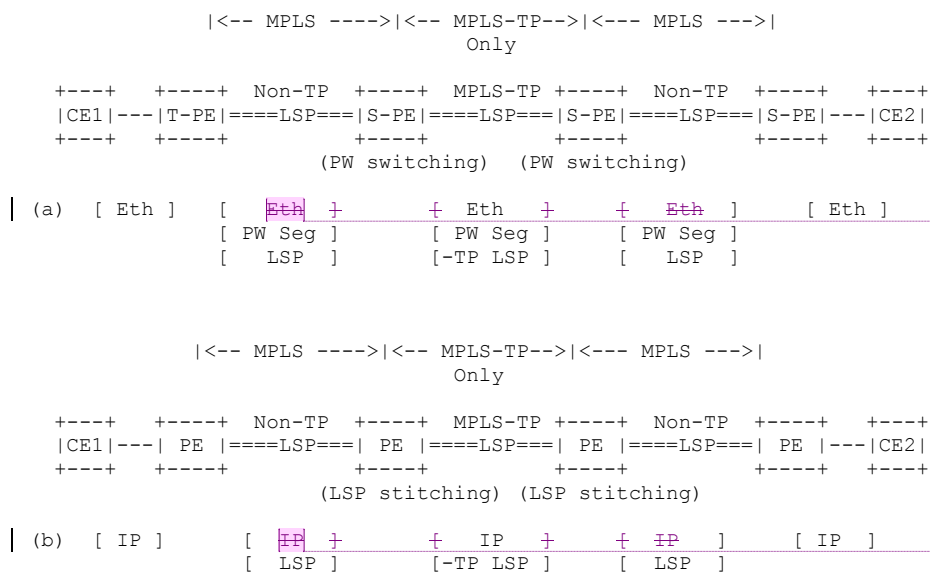 |<-- MPLS ---->|<-- MPLS-TP-->|<--- MPLS --->|
Only
+---+ +----+ Non-TP +----+ MPLS-TP +----+ Non-TP +----+ +---+
|CE1|---|T-PE|====LSP===|S-PE|====LSP===|S-PE|====LSP===|S-PE|---|CE2|
+---+ +----+ +----+ +----+ +----+ +---+
(PW switching) (PW switching)
(a) [ Eth ] [ Eth ] [ Eth ] [ Eth ] [ Eth ]
[ PW Seg ] [ PW Seg ] [ PW Seg ]
[ LSP ] [-TP LSP ] [ LSP ]
|<-- MPLS ---->|<-- MPLS-TP-->|<--- MPLS --->|
Only
+---+ +----+ Non-TP +----+ MPLS-TP +----+ Non-TP +----+ +---+
|CE1|---| PE |====LSP===| PE |====LSP===| PE |====LSP===| PE |---|CE2|
+---+ +----+ +----+ +----+ +----+ +---+
(LSP stitching) (LSP stitching)
(b) [ IP ] [ IP ] [ IP ] [ IP ] [ IP ]
[ LSP ] [-TP LSP ] [ LSP ]